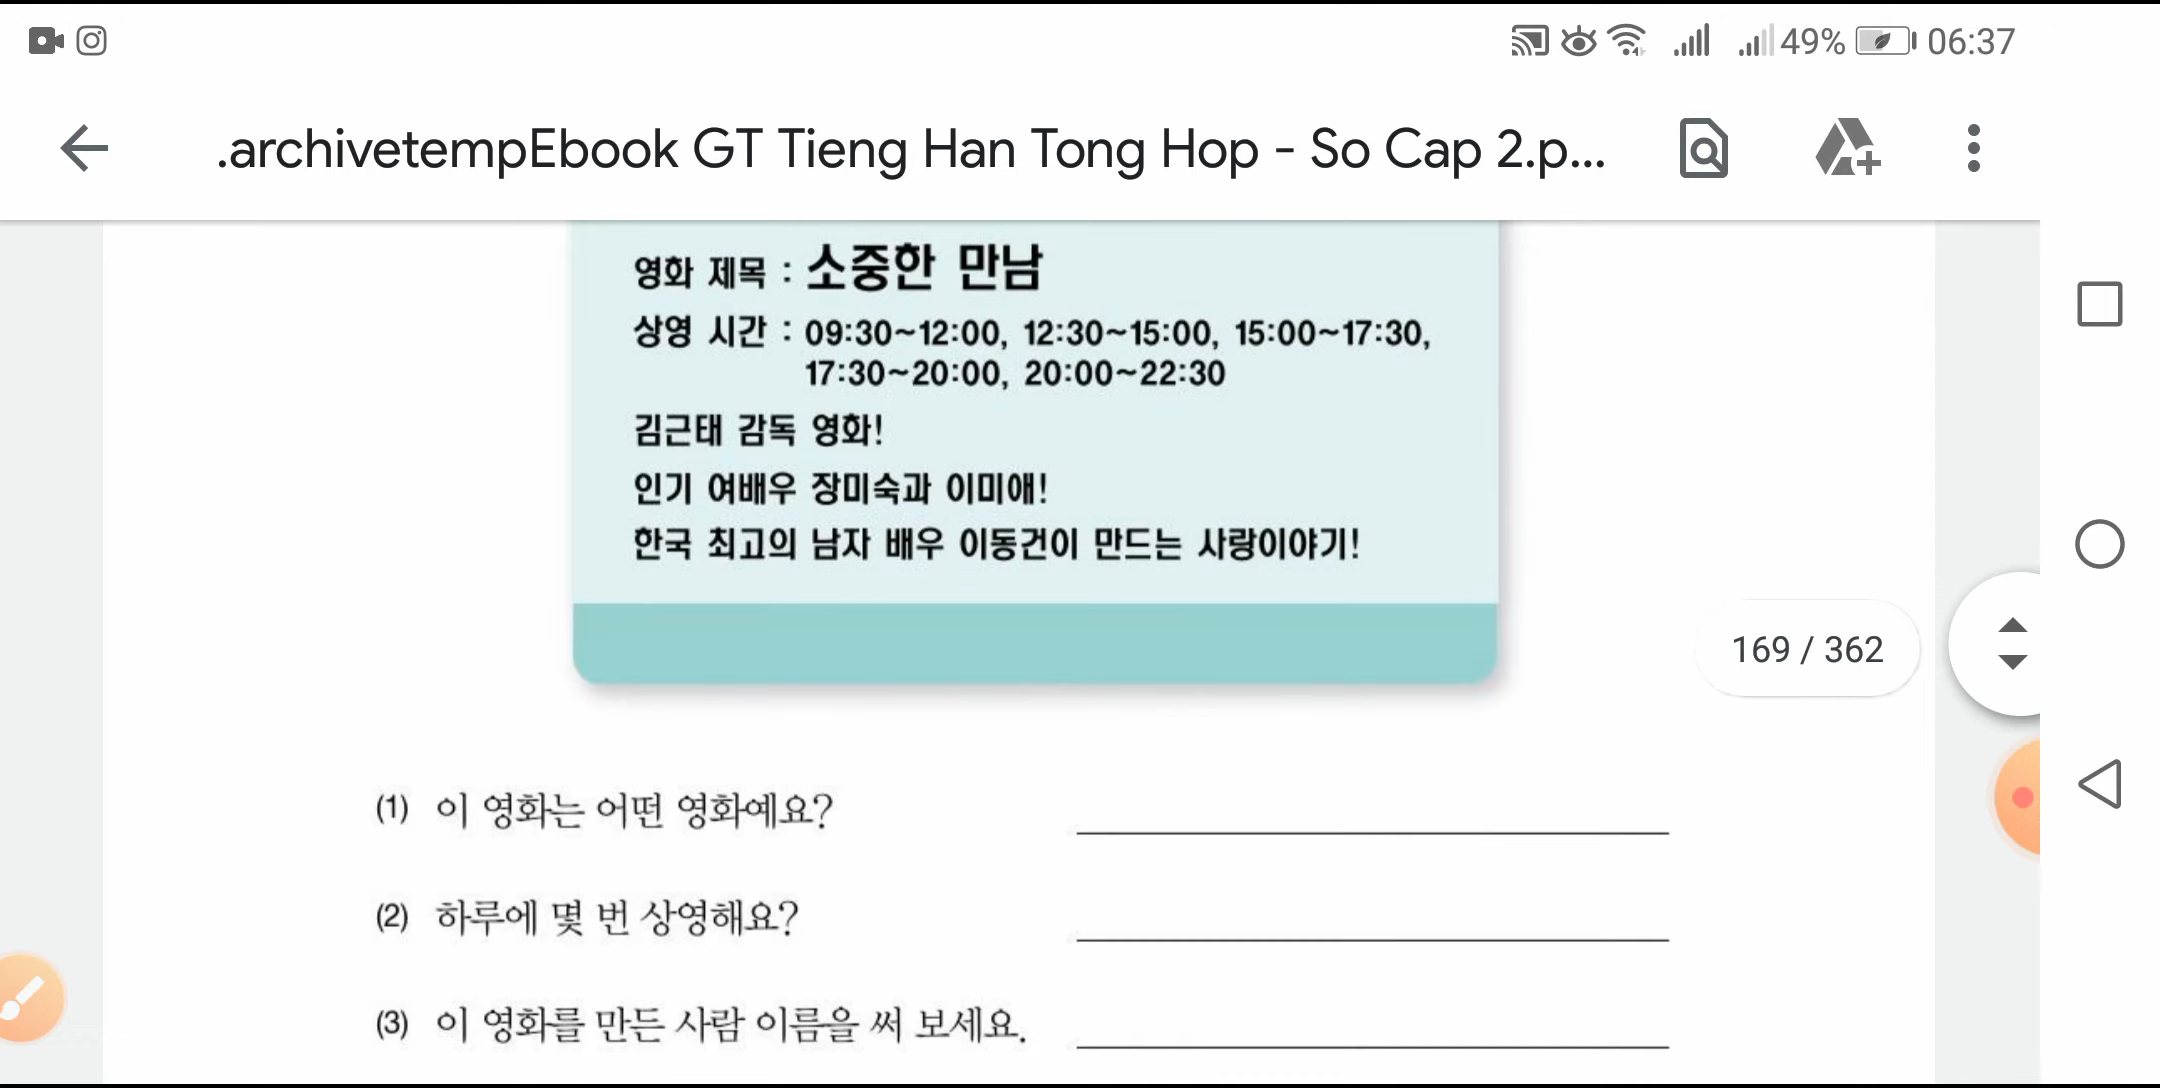 49% 06:37
.archivetempEbook GT Tieng Han Tong Hop - So Cap 2.p...
영화 제목 : 소중한 만남
상영 시간 : 09:30~12:00, 12:30~15:00, 15:00~17:30,
17:30~20:00, 20:00~22:30
김근태 감독 영화!
인기 여배우 장미숙과 이미애!
한국 최고의 남자 배우 이동건이 만드는 사랑이야기!
169 / 362
(1) 이 영화는 어떤 영화예요?
(2) 하루에 몇 번 상영해요?
(3) 이 영화를 만든 사람 이름을 써 보세요.